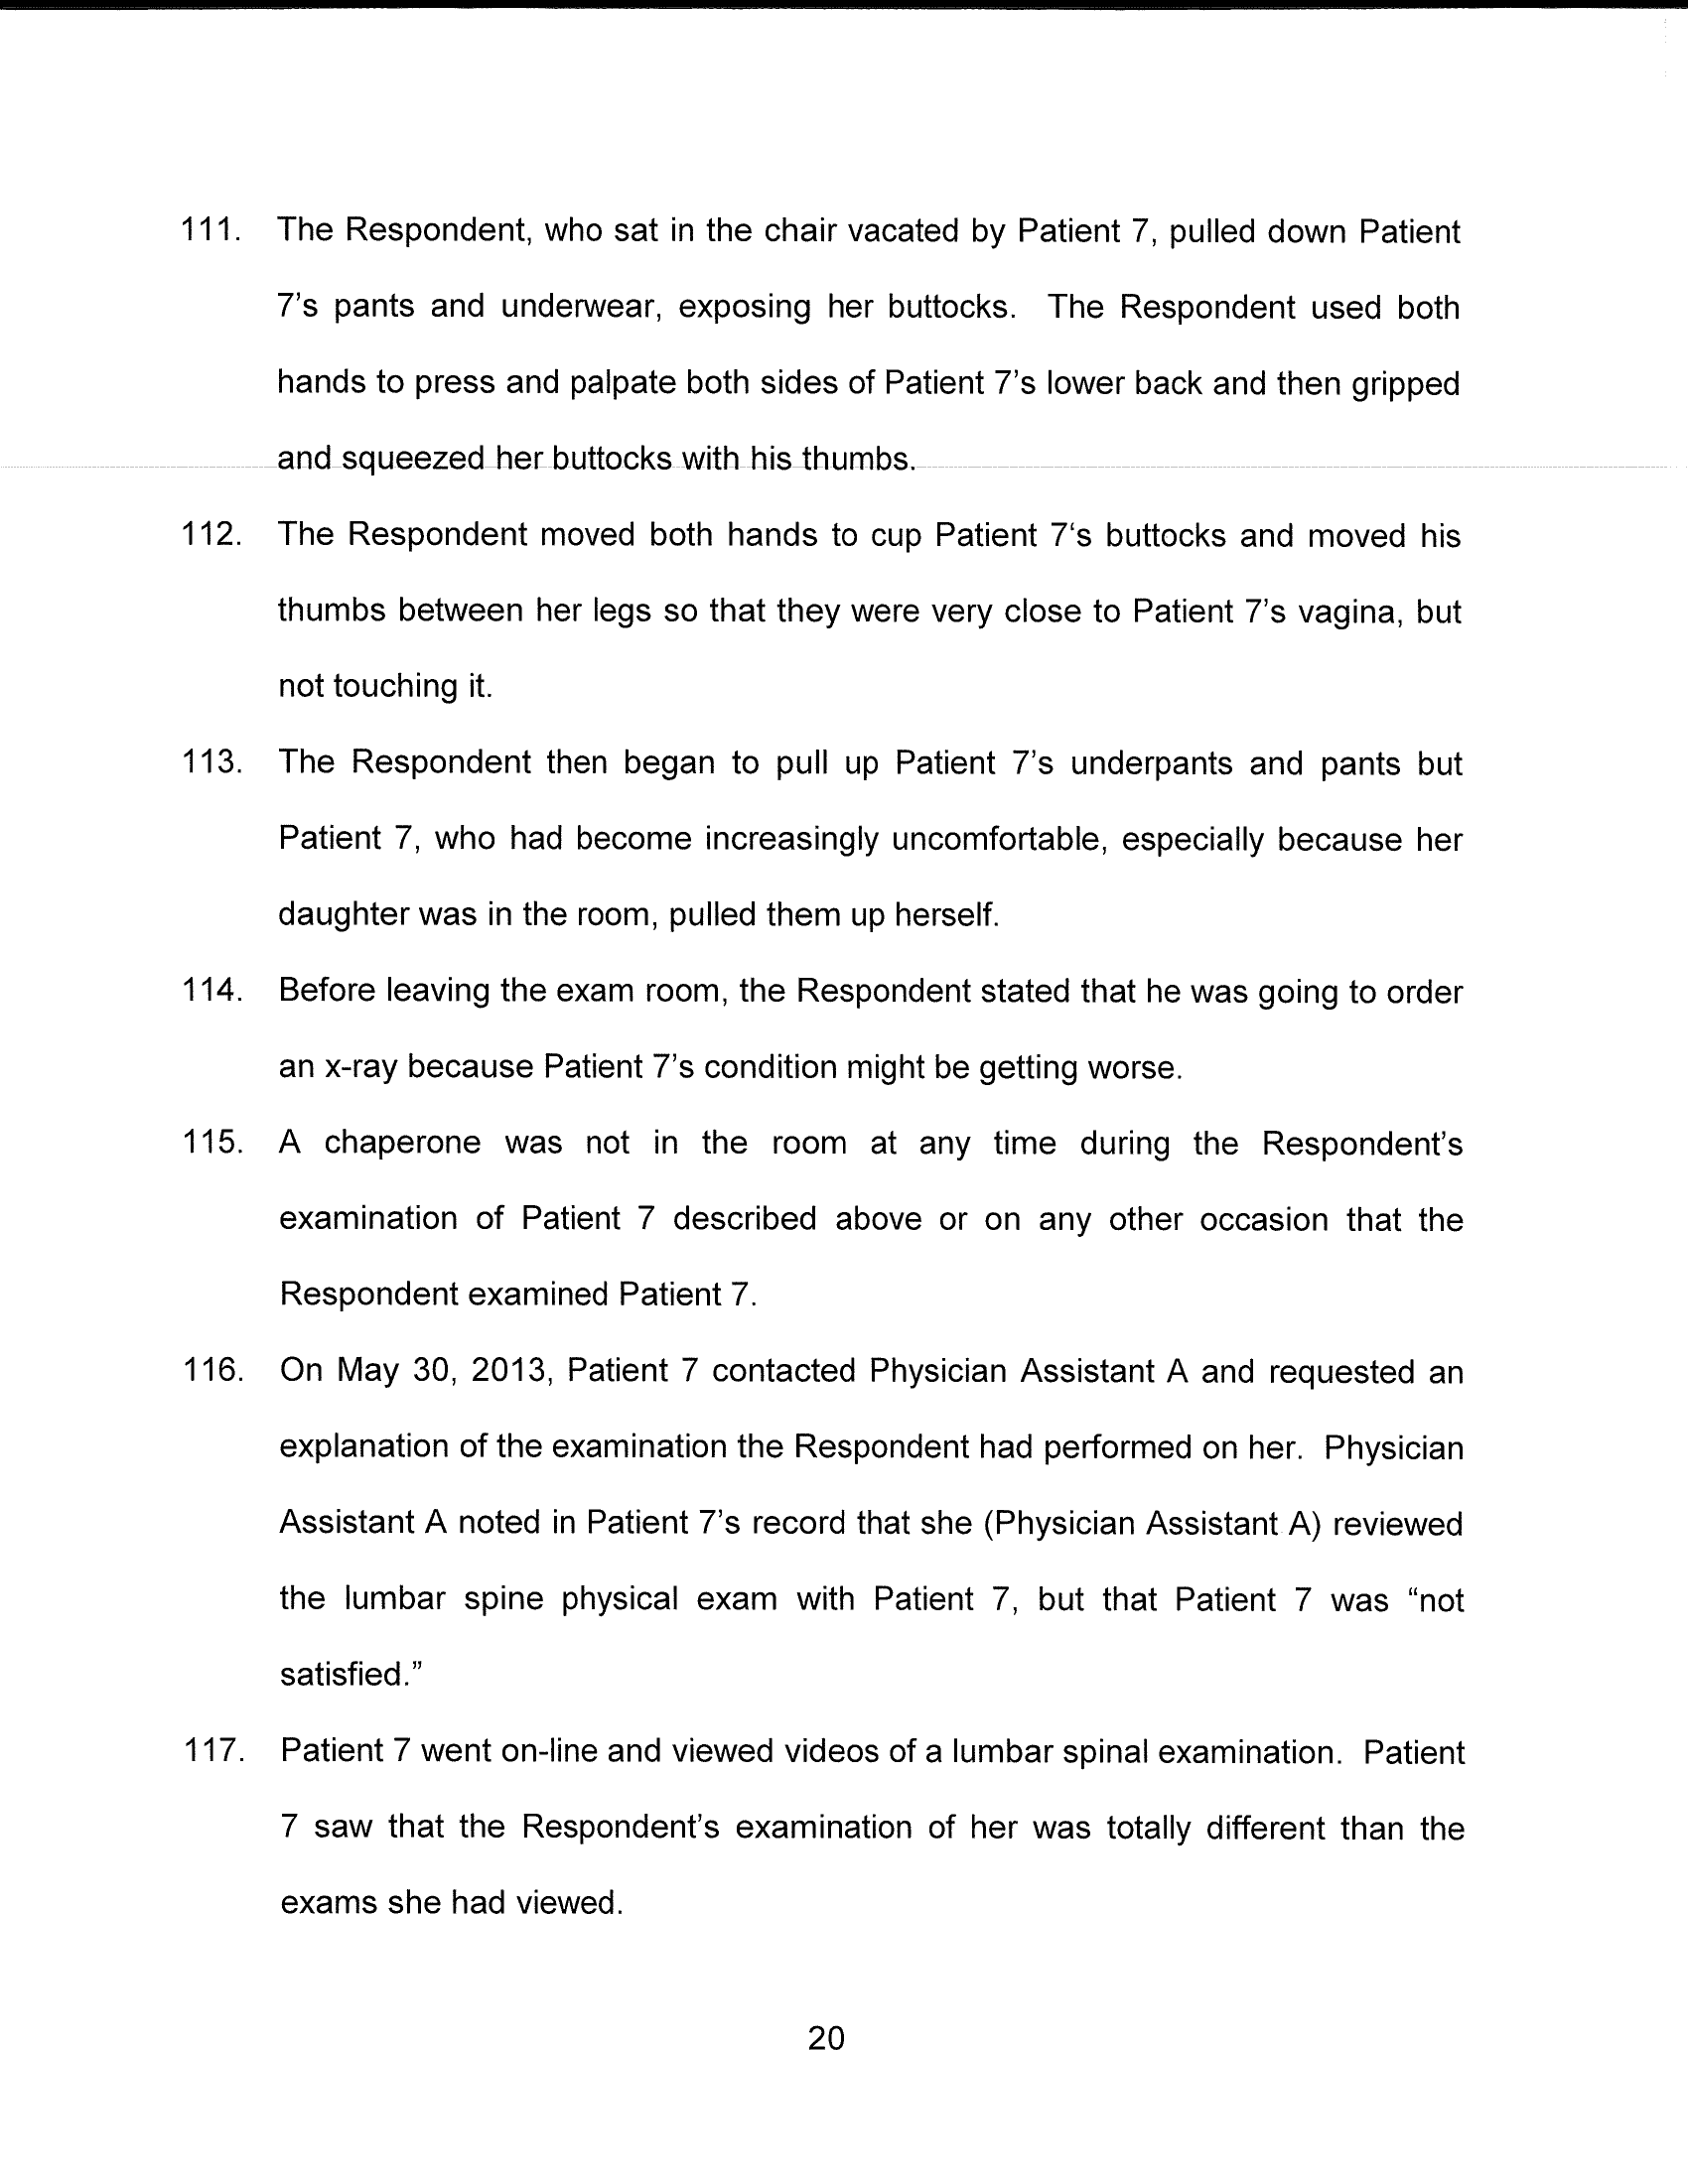 111. The Respondent, who sat in the chair vacated by Patient 7, pulled down Patient
7’s pants and underwear, exposing her buttocks. The Respondent used both
hands to press and palpate both sides of Patient 7’s lower back and then gripped
and squeezed her buttocks with his thumbs.
112. The Respondent moved both hands to cup Patient 7‘s buttocks and moved his
thumbs between her legs so that they were very close to Patient 7’s vagina, but
not touching it.
113. The Respondent then began to pull up Patient 7’s underpants and pants but
Patient 7, who had become increasingly uncomfortable, especially because her
daughter was in the room, pulled them up herself.
114. Before leaving the exam room, the Respondent stated that he was going to order
an x-ray because Patient 7’s condition might be getting worse.
115. A chaperone was not in the room at any time during the Respondent’s
examination of Patient 7 described above or on any other occasion that the
Respondent examined Patient 7.
116. On May 30, 2013, Patient 7 contacted Physician Assistant A and requested an
explanation of the examination the Respondent had performed on her. Physician
Assistant A noted in Patient 7’s record that she (Physician Assistant A) reviewed
the lumbar spine physical exam with Patient 7, but that Patient 7 was “not
satisfied.”
117. Patient 7 went on-line and viewed videos of a lumbar spinal examination. Patient
7 saw that the Respondent’s examination of her was totally different than the
exams she had viewed.
20